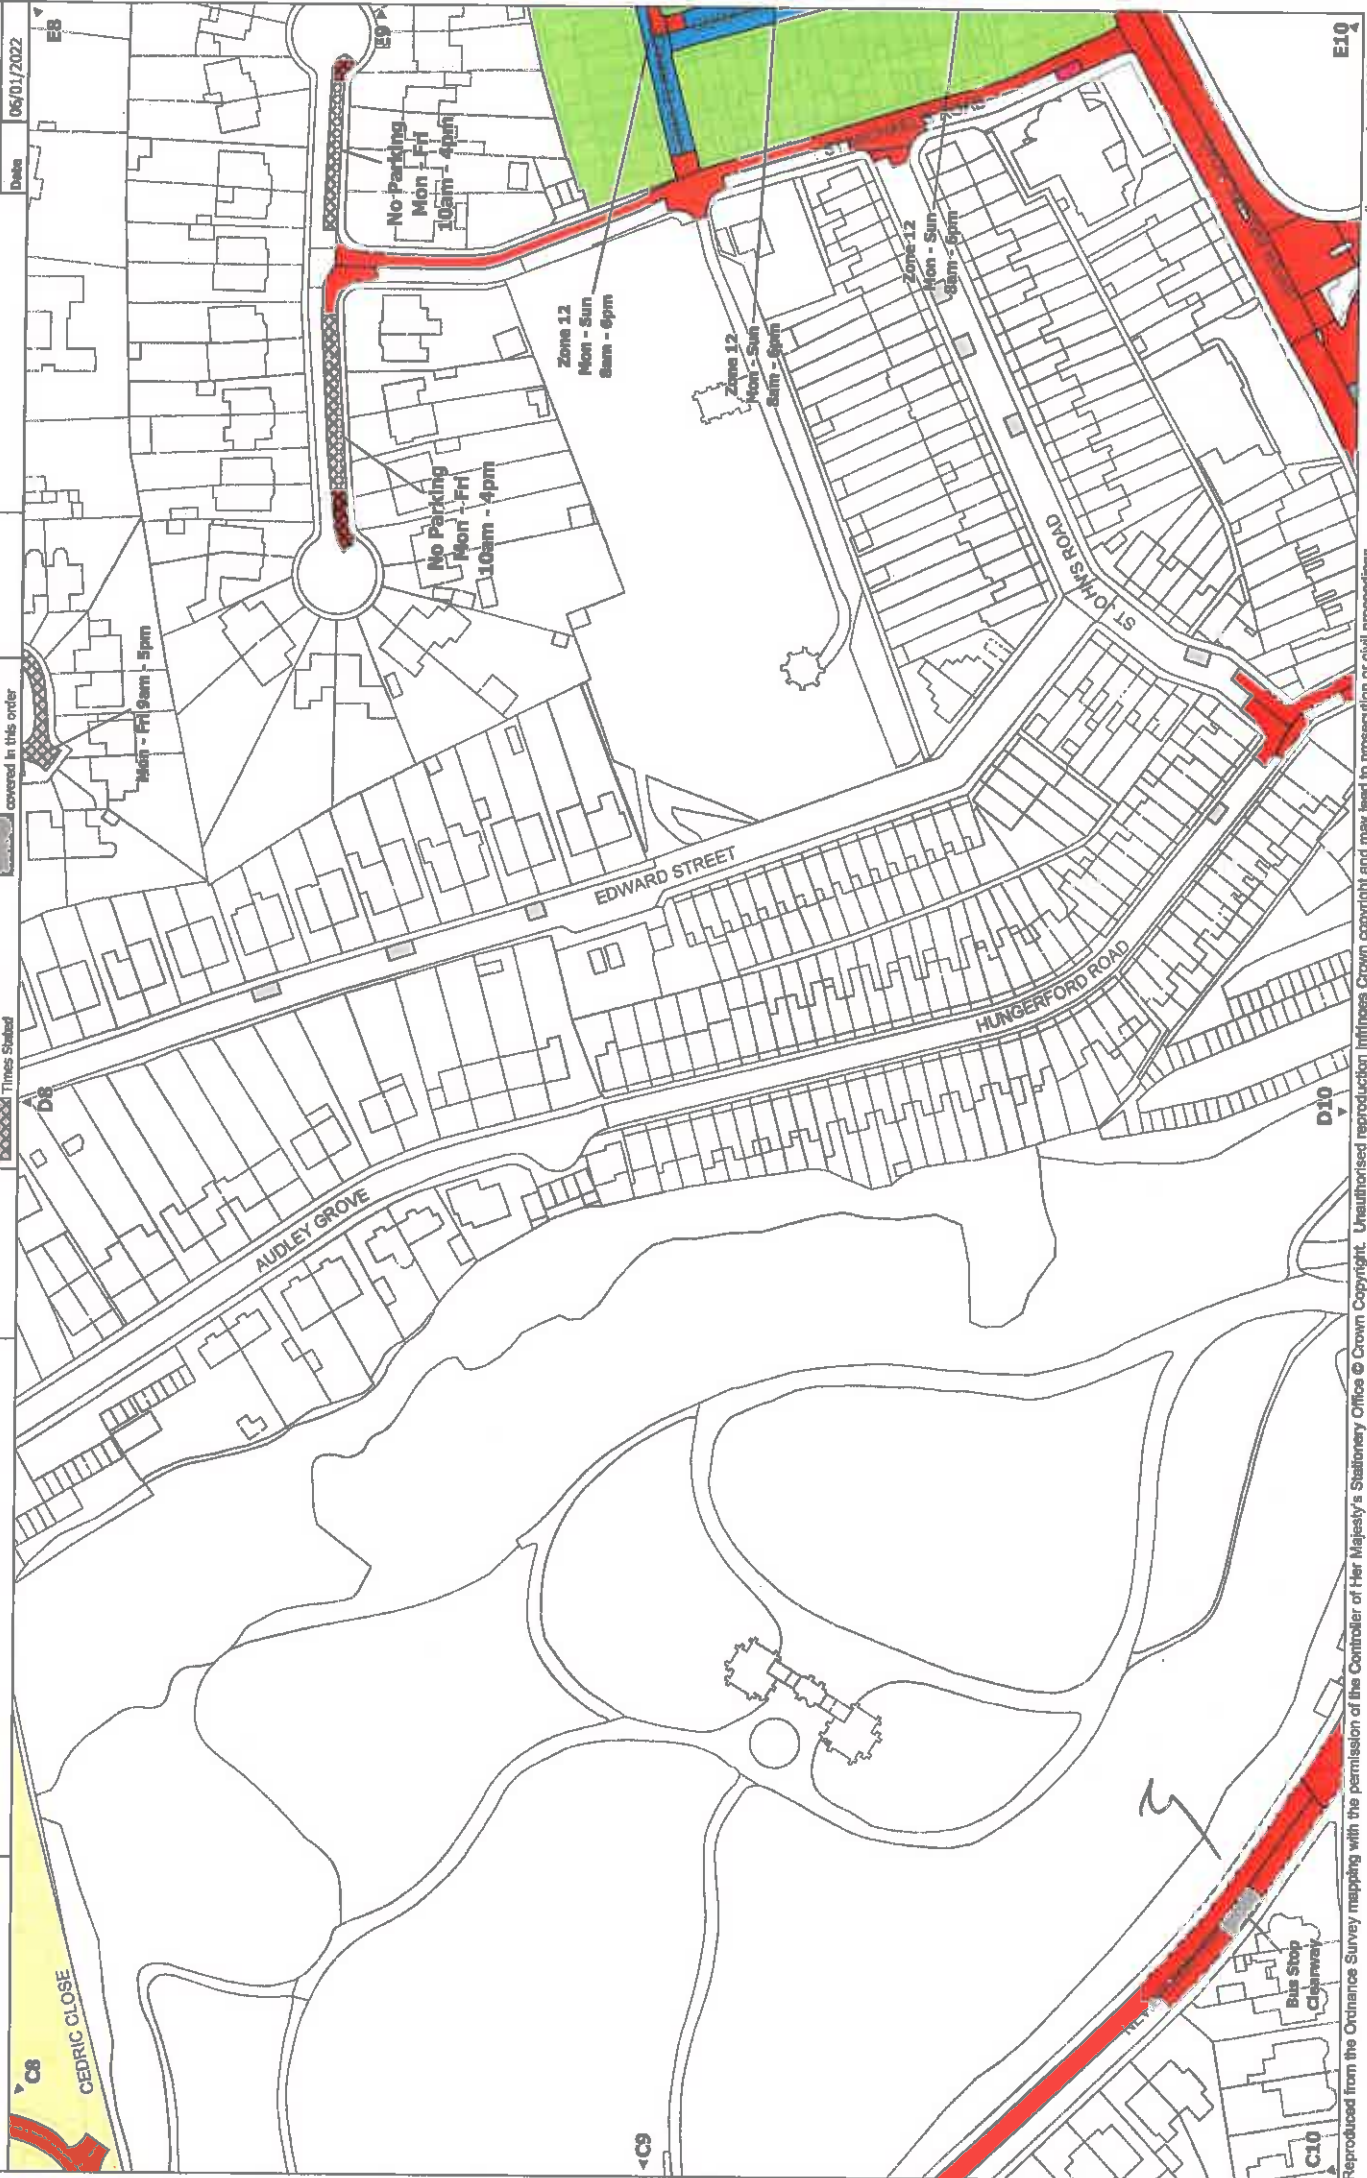 Date
06/01/2022
covered in this order
Times Stated
E8
E9
D8
C8
CEDRIC CLOSE
Mon - Fri 9am - 5pm
No Parking
Mon - Fri
10am - 4pm
No Parking
Mon - Fri
10am - 4pm
Zone 12
Mon - Sun
8am - 6pm
Zone 12
Mon - Sun
8am - 6pm
Zone 12
Mon - Sun
8am - 6pm
AUDLEY GROVE
EDWARD STREET
HUNGERFORD ROAD
ST JOHN'S ROAD
C9
Bus Stop
Clearway
C10
D10
E10
Reproduced from the Ordnance Survey mapping with the permission of the Controller of Her Majesty's Stationery Office © Crown Copyright. Unauthorised reproduction infringes Crown copyright and may lead to prosecution or civil proceedings